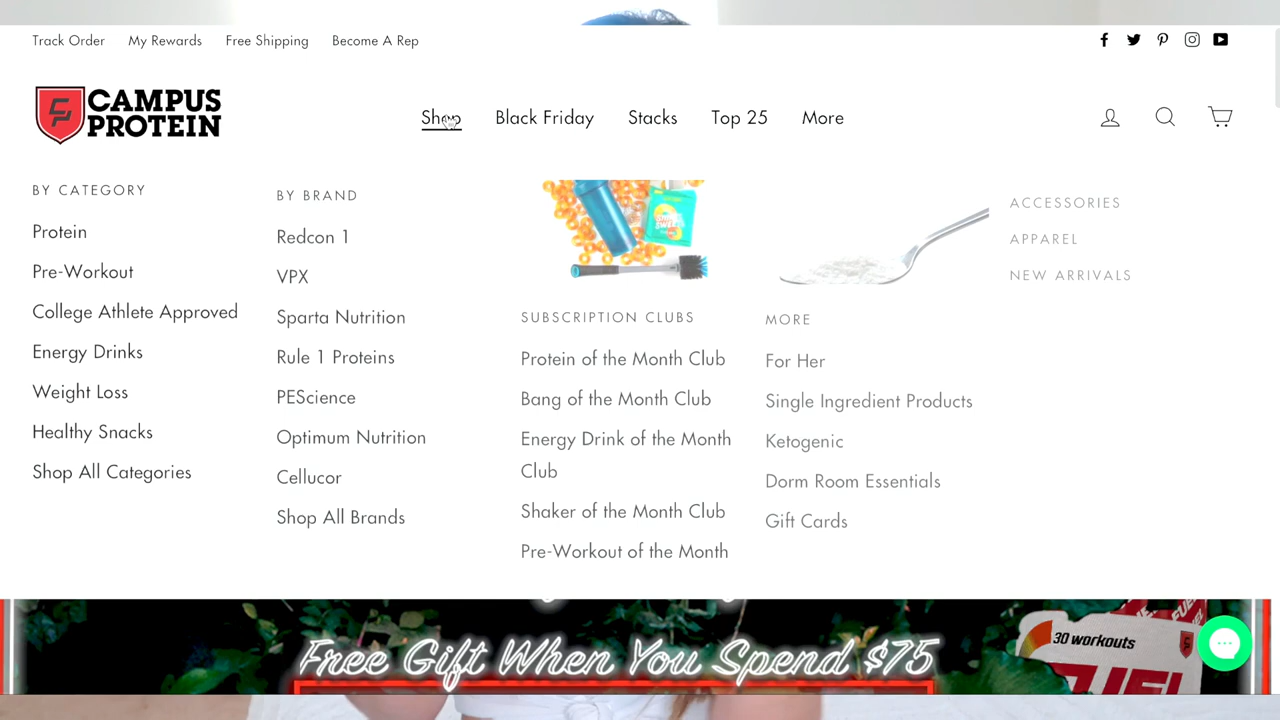 Track Order My Rewards Free Shipping Become A Rep
CAMPUS
PROTEIN
Shop Black Friday Stacks Top 25 More
BY CATEGORY
Protein
Pre-Workout
College Athlete Approved
Energy Drinks
Weight Loss
Healthy Snacks
Shop All Categories
BY BRAND
Redcon 1
VPX
Sparta Nutrition
Rule 1 Proteins
PEScience
Optimum Nutrition
Cellucor
Shop All Brands
SUBSCRIPTION CLUBS
Protein of the Month Club
Bang of the Month Club
Energy Drink of the Month
Club
Shaker of the Month Club
Pre-Workout of the Month
MORE
For Her
Single Ingredient Products
Ketogenic
Dorm Room Essentials
Gift Cards
ACCESSORIES
APPAREL
NEW ARRIVALS
Free Gift When You Spend $75
30 workouts
FUEL